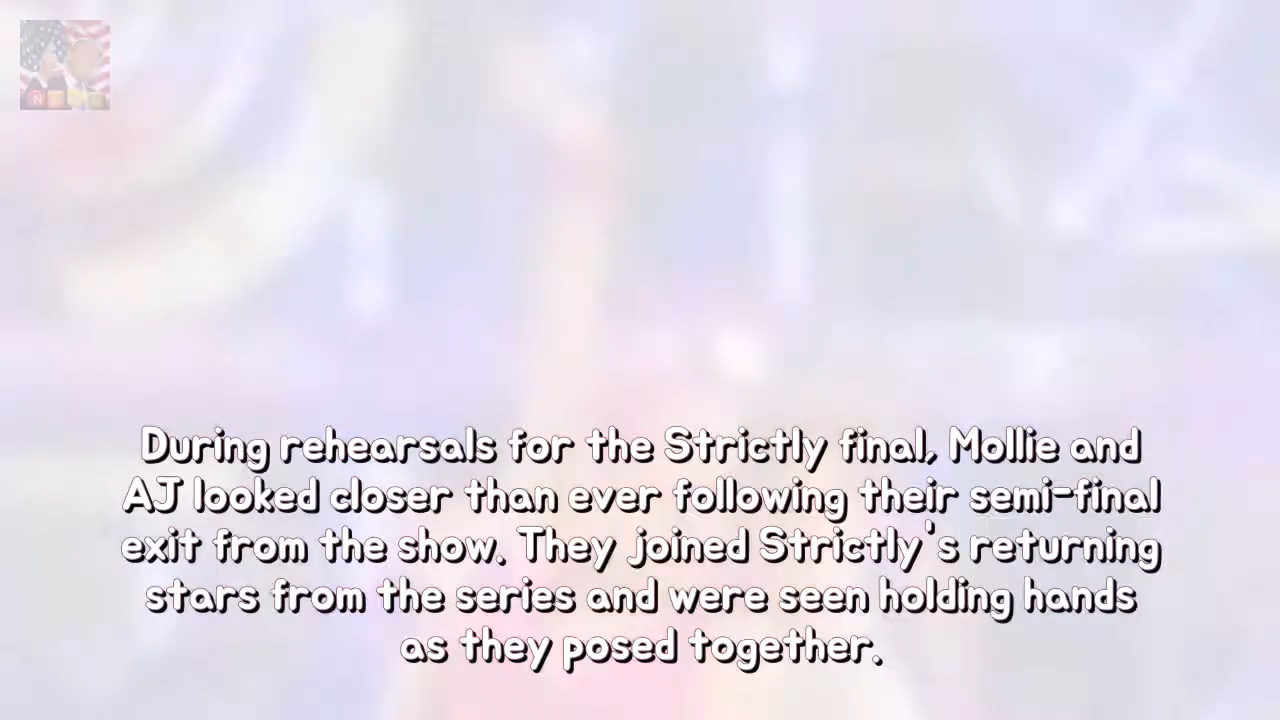 During rehearsals for the Strictly final, Mollie and
AJ looked closer than ever following their semi-final
exit from the show. They joined Strictly's returning
stars from the series and were seen holding hands
as they posed together.